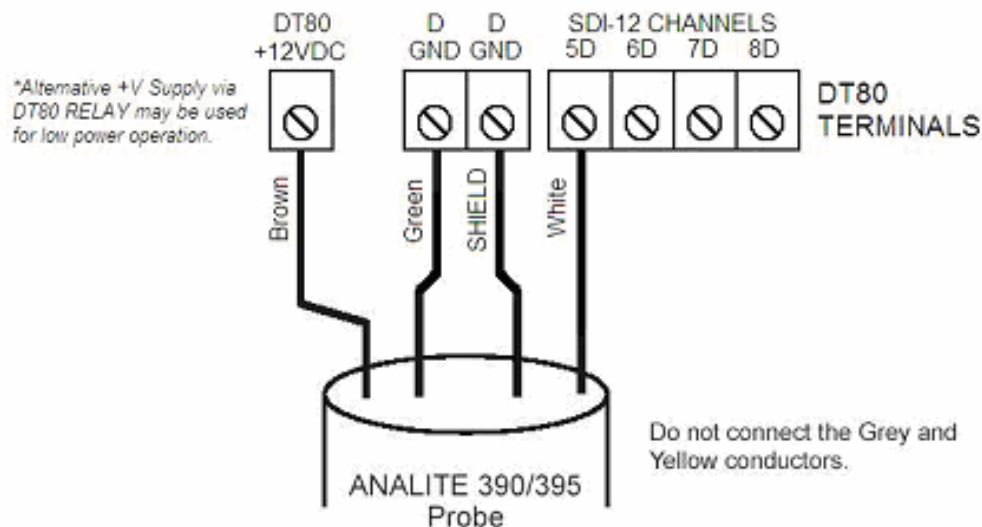 DT80
+12VDC
D
GND
D
GND
SDI-12 CHANNELS
5D 6D 7D 8D
*Alternative +V Supply via
DT80 RELAY may be used
for low power operation.
DT80
TERMINALS
Brown
Green
SHIELD
White
Do not connect the Grey and
Yellow conductors.
ANALITE 390/395
Probe